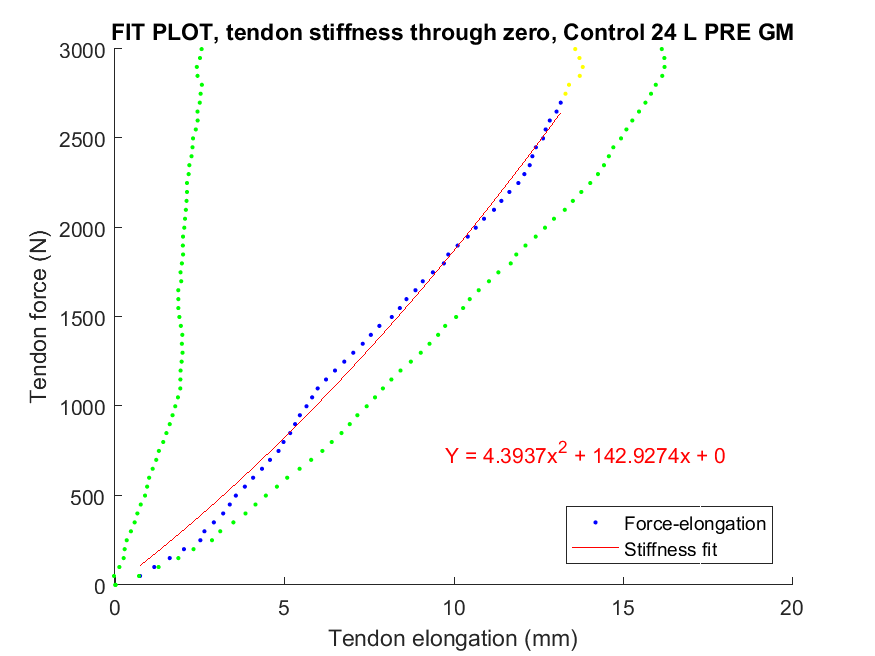 FIT PLOT, tendon stiffness through zero, Control 24 L PRE GM
3000
2500
2000
1500
1000
500
0
Tendon force (N)
Y = 4.3937x² + 142.9274x + 0
Force-elongation
Stiffness fit
0 5 10 15 20
Tendon elongation (mm)